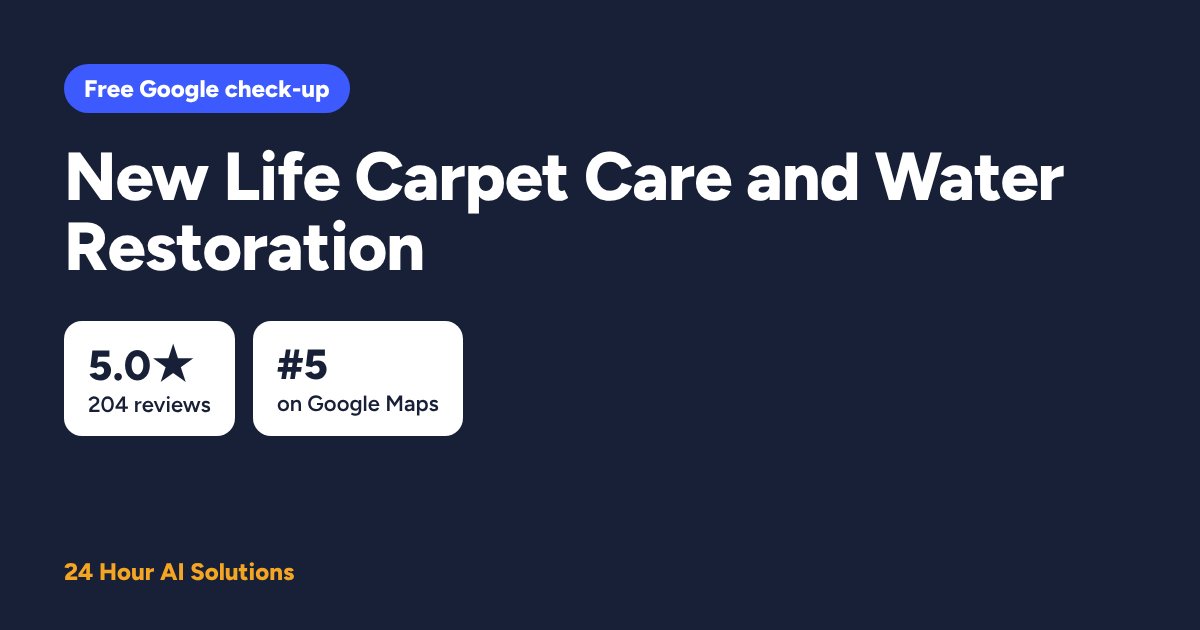 Free Google check-up
New Life Carpet Care and Water
Restoration
5.0★
204 reviews
#5
on Google Maps
24 Hour AI Solutions